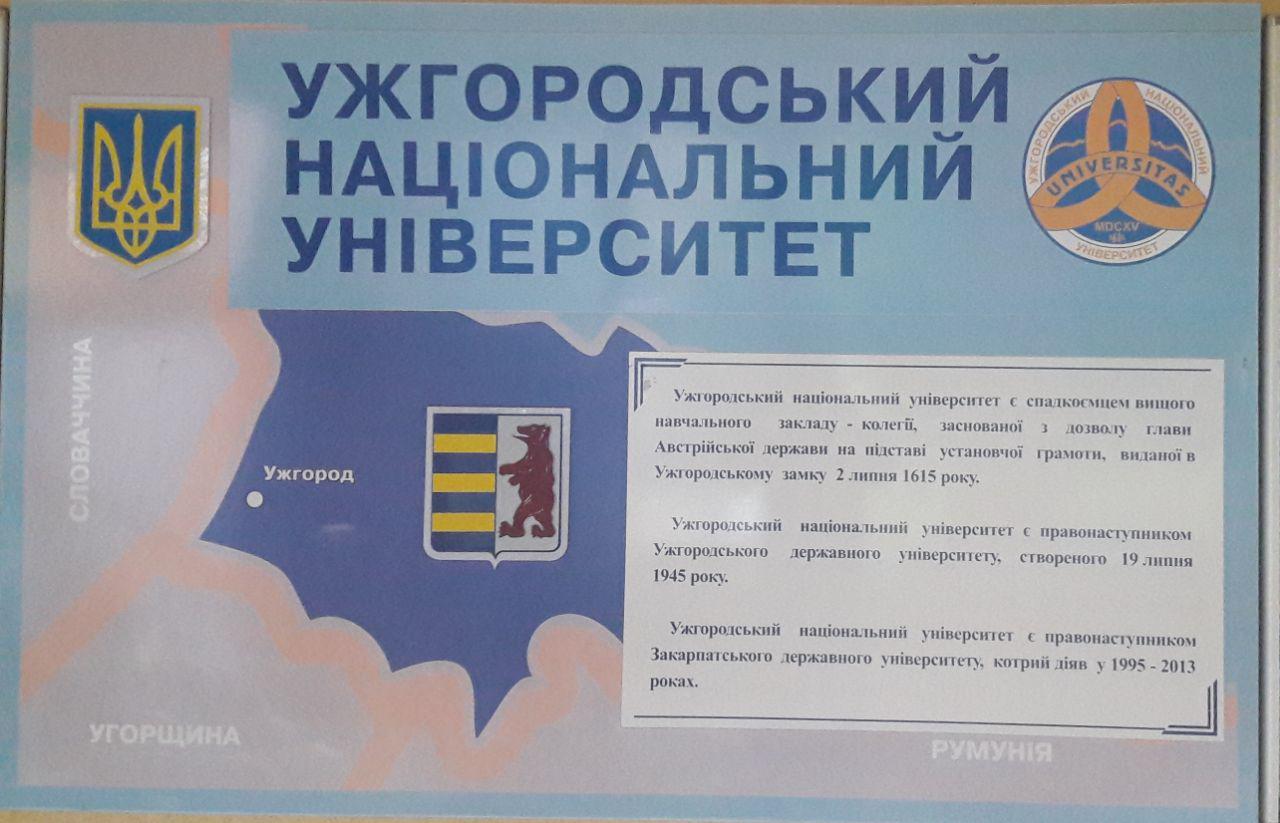 УЖГОРОДСЬКИЙ
НАЦІОНАЛЬНИЙ
УНІВЕРСИТЕТ
УЖГОРОДСЬКИЙ НАЦІОНАЛЬНИЙ
UNIVERSITAS
MDCXV
УНІВЕРСИТЕТ
СЛОВАЧЧИНА
Ужгород
Ужгородський національний університет є спадкоємцем вищого
навчального закладу - колегії, заснованої з дозволу глави
Австрійської держави на підставі установчої грамоти, виданої в
Ужгородському замку 2 липня 1615 року.
Ужгородський національний університет є правонаступником
Ужгородського державного університету, створеного 19 липня
1945 року.
Ужгородський національний університет є правонаступником
Закарпатського державного університету, котрий діяв у 1995 - 2013
роках.
УГОРЩИНА
РУМУНІЯ